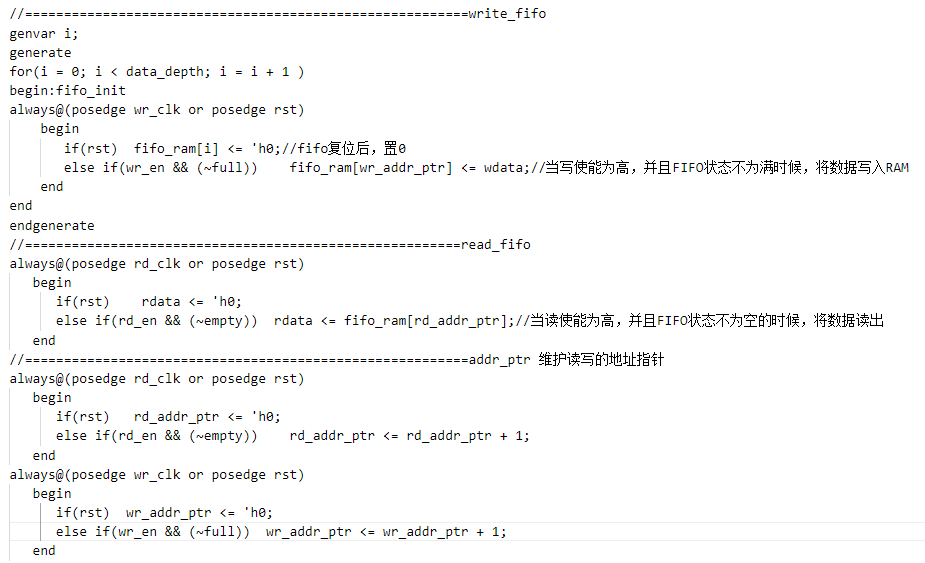 //=========================================================write_fifo
genvar i;
generate
for(i = 0; i < data_depth; i = i + 1 )
begin:fifo_init
always@(posedge wr_clk or posedge rst)
    begin
       if(rst)  fifo_ram[i] <= 'h0;//fifo复位后，置0
       else if(wr_en && (~full))    fifo_ram[wr_addr_ptr] <= wdata;//当写使能为高，并且FIFO状态不为满时候，将数据写入RAM
    end
end
endgenerate
//========================================================read_fifo
always@(posedge rd_clk or posedge rst)
   begin
      if(rst)    rdata <= 'h0;
      else if(rd_en && (~empty))  rdata <= fifo_ram[rd_addr_ptr];//当读使能为高，并且FIFO状态不为空的时候，将数据读出
   end
//=========================================================addr_ptr 维护读写的地址指针
always@(posedge rd_clk or posedge rst)
   begin
      if(rst)   rd_addr_ptr <= 'h0;
      else if(rd_en && (~empty))    rd_addr_ptr <= rd_addr_ptr + 1;
   end
always@(posedge wr_clk or posedge rst)
   begin
      if(rst)  wr_addr_ptr <= 'h0;
      else if(wr_en && (~full))  wr_addr_ptr <= wr_addr_ptr + 1;
   end